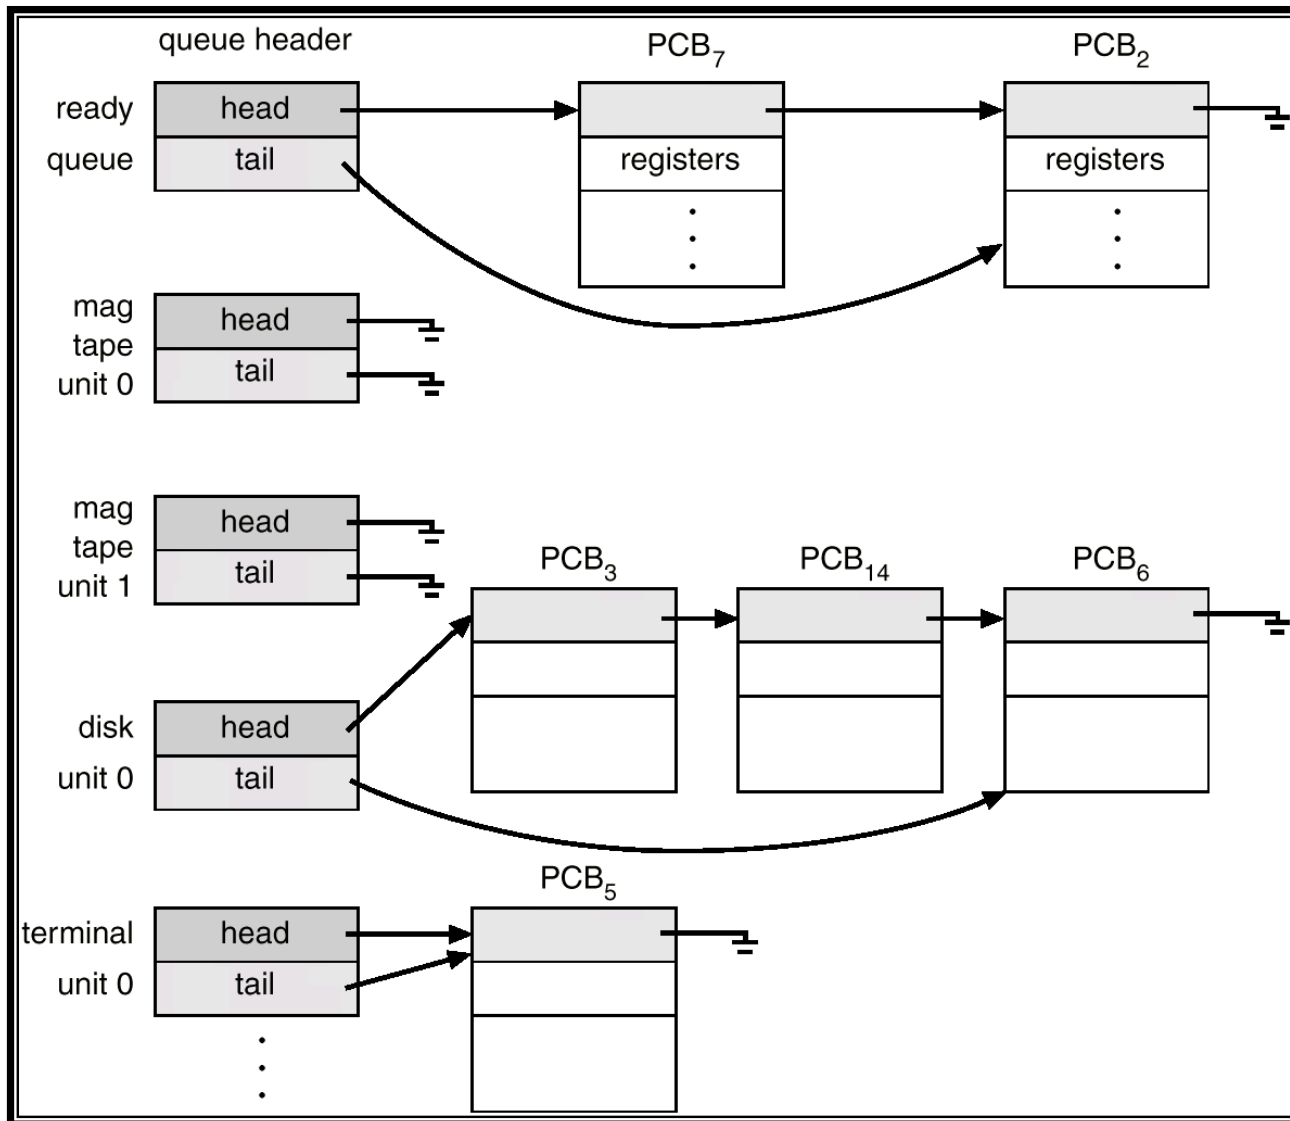 queue header
PCB7
PCB2
ready
head
queue
tail
registers
registers
mag
tape
unit 0
head
tail
mag
tape
unit 1
head
tail
PCB3
PCB14
PCB6
disk
head
unit 0
tail
PCB5
terminal
head
unit 0
tail